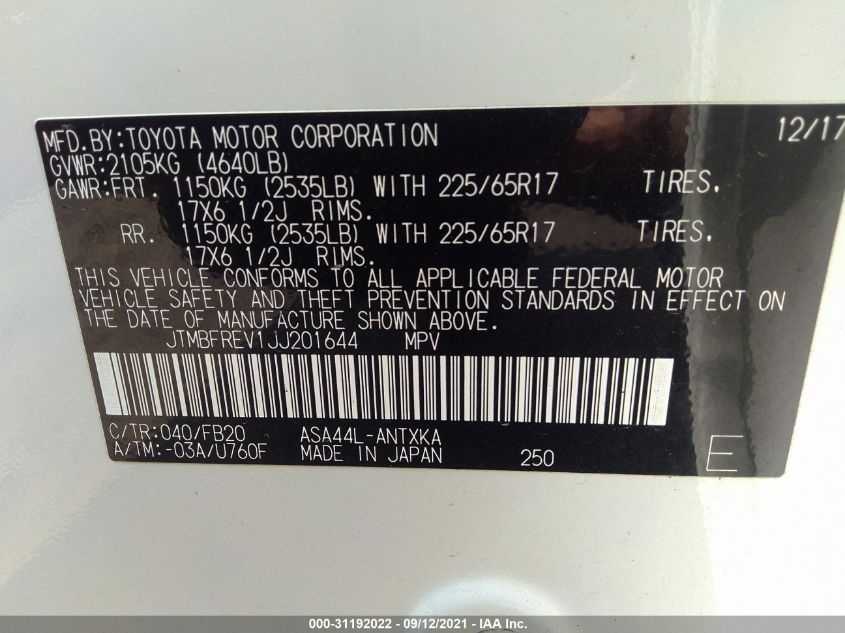 MFD.BY:TOYOTA MOTOR CORPORATION 12/17
GVWR:2105KG (4640LB)
GAWR:FRT. 1150KG (2535LB) WITH 225/65R17 TIRES,
17X6 1/2J RIMS.
RR. 1150KG (2535LB) WITH 225/65R17 TIRES,
17X6 1/2J RIMS.
THIS VEHICLE CONFORMS TO ALL APPLICABLE FEDERAL MOTOR
VEHICLE SAFETY AND THEFT PREVENTION STANDARDS IN EFFECT ON
THE DATE OF MANUFACTURE SHOWN ABOVE.
JTMBFREV1JJ201644 MPV
C/TR:040/FB20 ASA44L-ANTXKA
A/TM:-03A/U760F MADE IN JAPAN 250 E
000-31192022 - 09/12/2021 - IAA Inc.